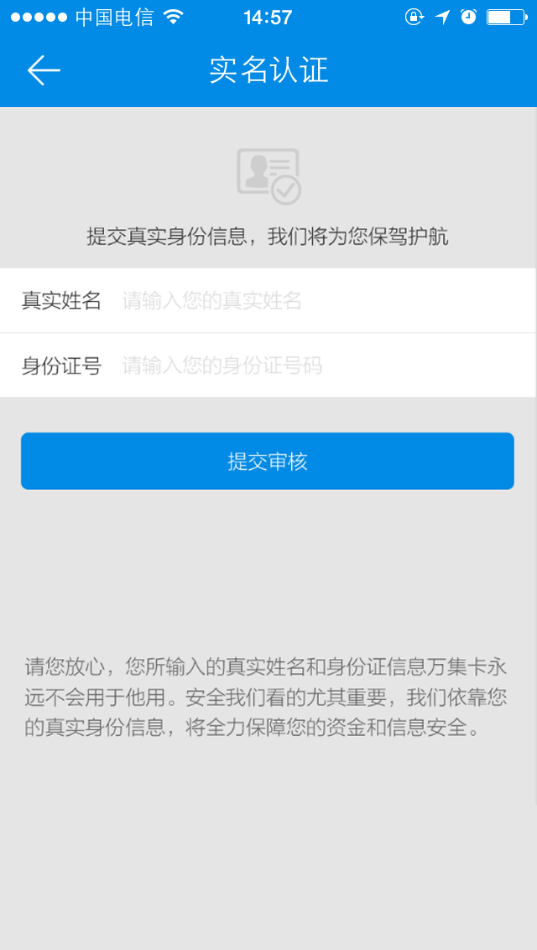 中国电信 14:57
实名认证
提交真实身份信息，我们将为您保驾护航
真实姓名 请输入您的真实姓名
身份证号 请输入您的身份证号码
提交审核
请您放心，您所输入的真实姓名和身份证信息万集卡永
远不会用于他用。安全我们看的尤其重要，我们依靠您
的真实身份信息，将全力保障您的资金和信息安全。